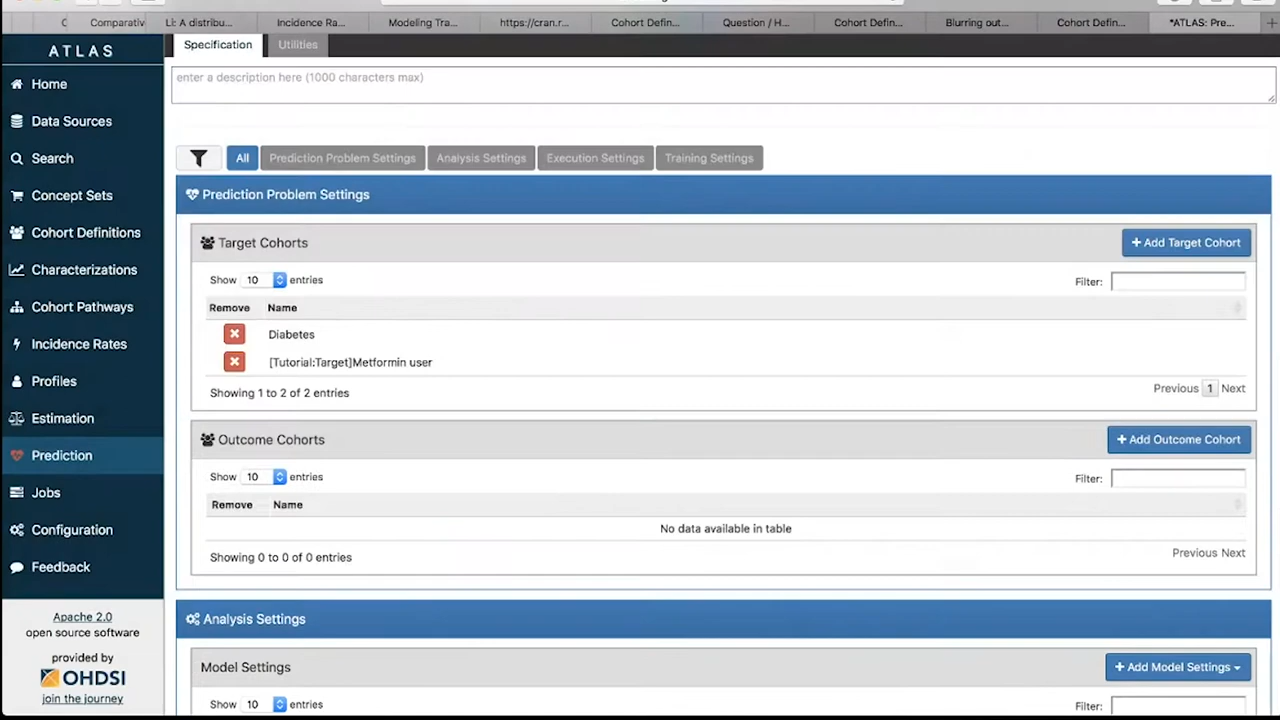 C Comparativ Li: A distribu... Incidence Ra... Modeling Tra... https://cran.r... Cohort Defin... Question / H... Cohort Defin... Blurring out... Cohort Defin... *ATLAS: Pre...
ATLAS
Home
Data Sources
Search
Concept Sets
Cohort Definitions
Characterizations
Cohort Pathways
Incidence Rates
Profiles
Estimation
Prediction
Jobs
Configuration
Feedback
Apache 2.0
open source software
provided by
OHDSI
join the journey
Specification Utilities
enter a description here (1000 characters max)
All Prediction Problem Settings Analysis Settings Execution Settings Training Settings
Prediction Problem Settings
Target Cohorts + Add Target Cohort
Show 10 entries Filter:
Remove Name
Diabetes
[Tutorial:Target]Metformin user
Showing 1 to 2 of 2 entries Previous 1 Next
Outcome Cohorts + Add Outcome Cohort
Show 10 entries Filter:
Remove Name
No data available in table
Showing 0 to 0 of 0 entries Previous Next
Analysis Settings
Model Settings + Add Model Settings
Show 10 entries Filter: